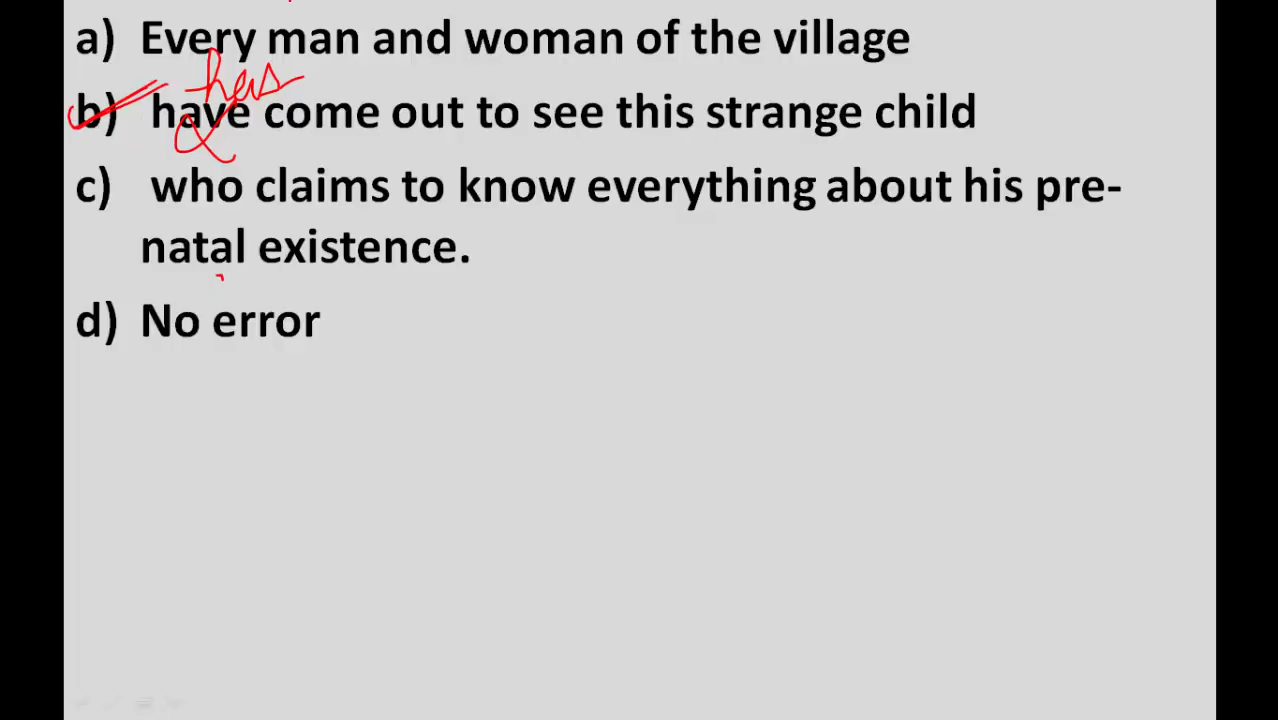 a) Every man and woman of the village
has
b) have come out to see this strange child
c) who claims to know everything about his pre-
natal existence.
d) No error